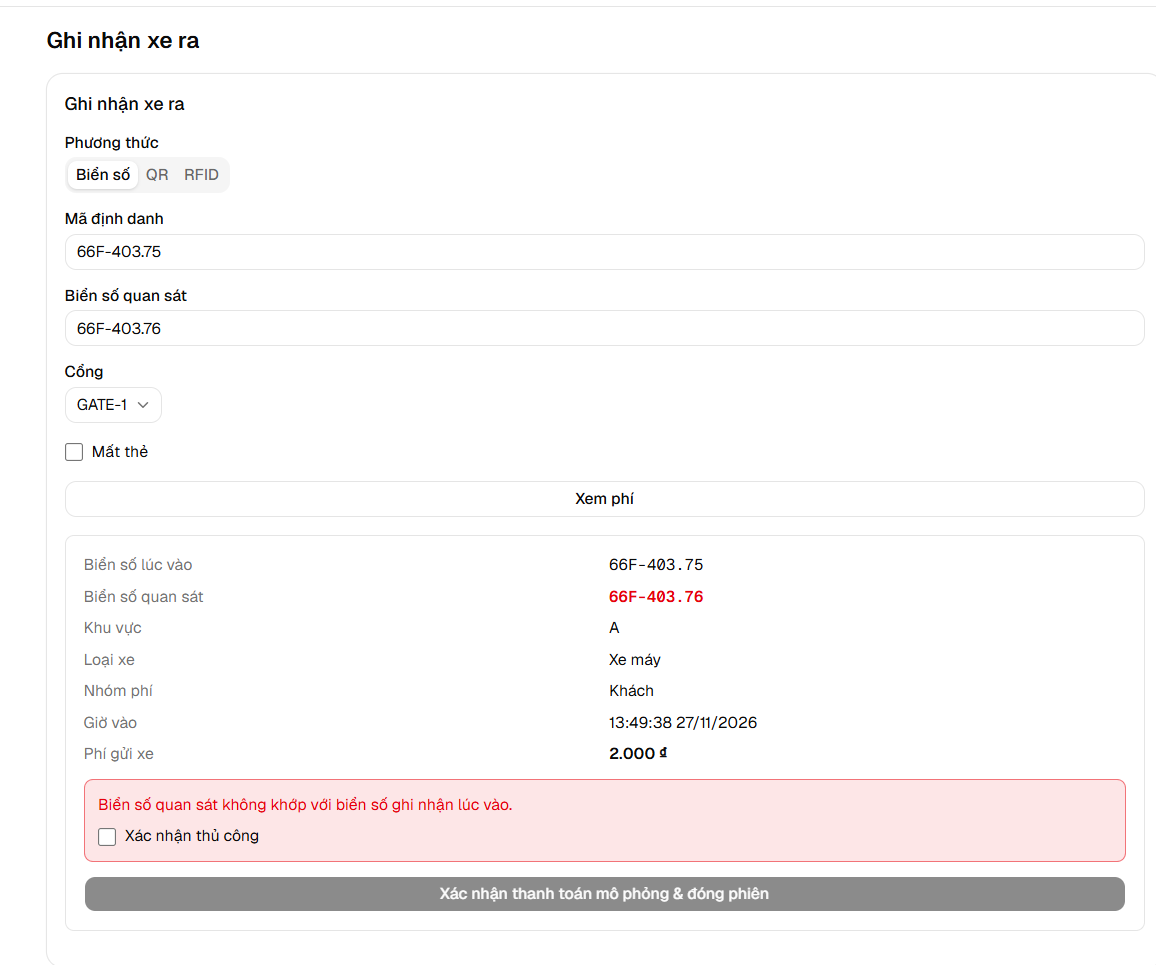 Ghi nhận xe ra
Ghi nhận xe ra
Phương thức
Biển số QR RFID
Mã định danh
66F-403.75
Biển số quan sát
66F-403.76
Cổng
GATE-1
Mất thẻ
Xem phí
Biển số lúc vào 66F-403.75
Biển số quan sát 66F-403.76
Khu vực A
Loại xe Xe máy
Nhóm phí Khách
Giờ vào 13:49:38 27/11/2026
Phí gửi xe 2.000 ₫
Biển số quan sát không khớp với biển số ghi nhận lúc vào.
Xác nhận thủ công
Xác nhận thanh toán mô phỏng & đóng phiên